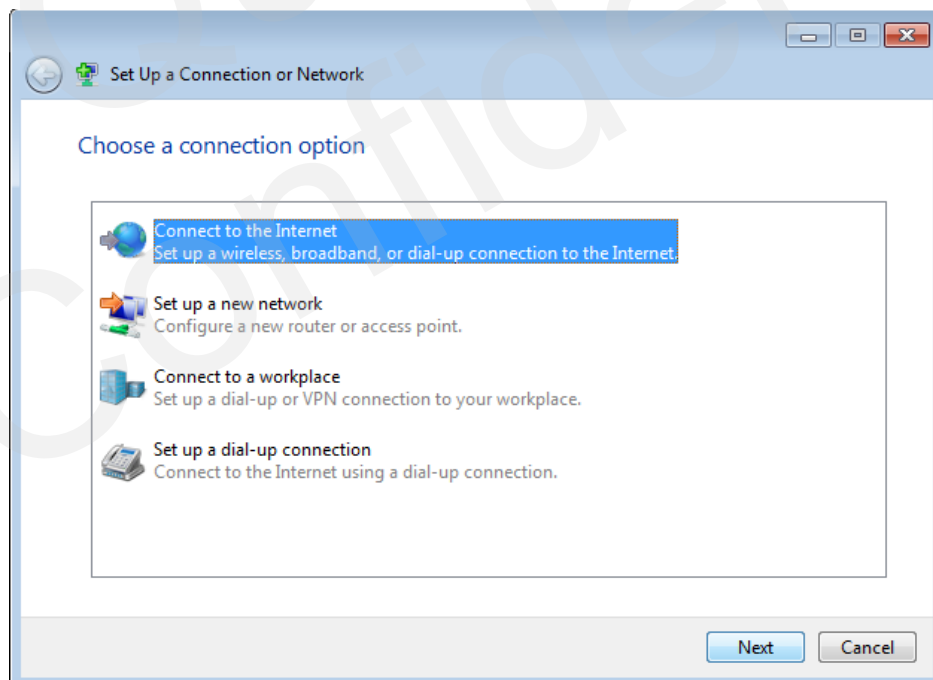 Set Up a Connection or Network
Choose a connection option
Connect to the Internet
Set up a wireless, broadband, or dial-up connection to the Internet.
Set up a new network
Configure a new router or access point.
Connect to a workplace
Set up a dial-up or VPN connection to your workplace.
Set up a dial-up connection
Connect to the Internet using a dial-up connection.
Next Cancel